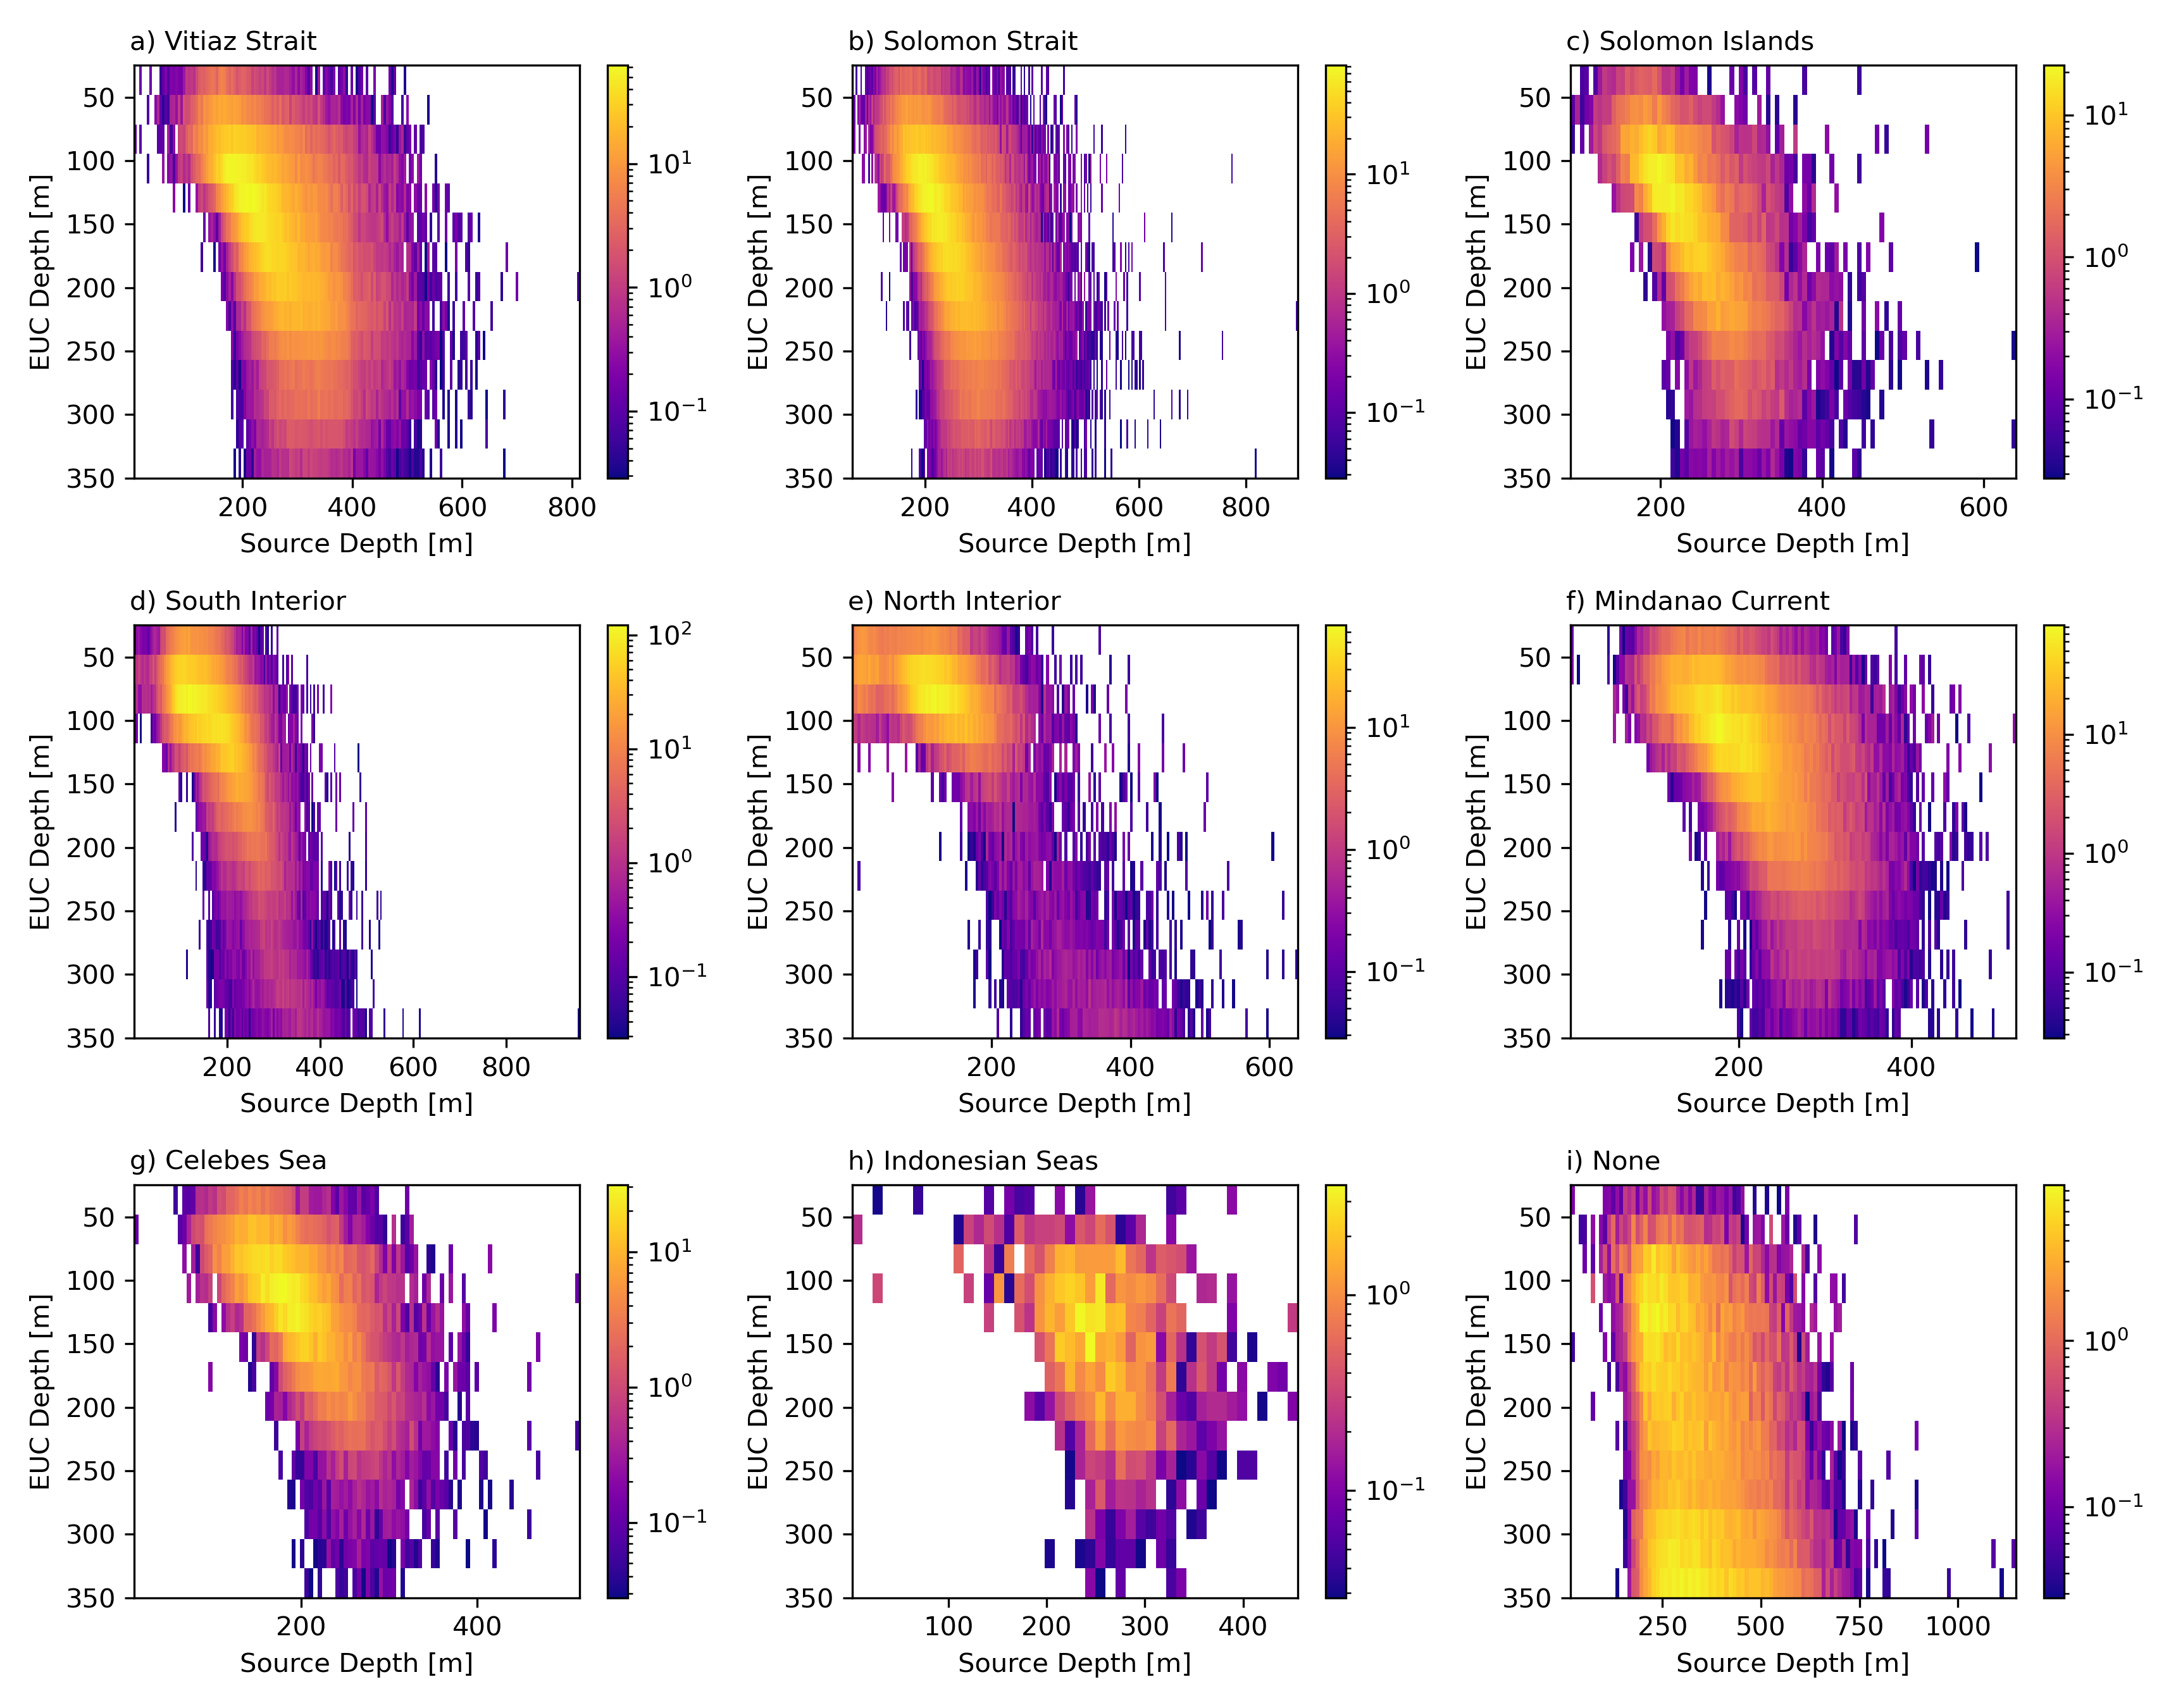 a) Vitiaz Strait
b) Solomon Strait
c) Solomon Islands
50
100
150
200
250
300
350
EUC Depth [m]
200 400 600 800
Source Depth [m]
10¹
10⁰
10⁻¹
50
100
150
200
250
300
350
EUC Depth [m]
200 400 600 800
Source Depth [m]
10¹
10⁰
10⁻¹
50
100
150
200
250
300
350
EUC Depth [m]
200 400 600
Source Depth [m]
10¹
10⁰
10⁻¹
d) South Interior
e) North Interior
f) Mindanao Current
50
100
150
200
250
300
350
EUC Depth [m]
200 400 600 800
Source Depth [m]
10²
10¹
10⁰
10⁻¹
50
100
150
200
250
300
350
EUC Depth [m]
200 400 600
Source Depth [m]
10¹
10⁰
10⁻¹
50
100
150
200
250
300
350
EUC Depth [m]
200 400
Source Depth [m]
10¹
10⁰
10⁻¹
g) Celebes Sea
h) Indonesian Seas
i) None
50
100
150
200
250
300
350
EUC Depth [m]
200 400
Source Depth [m]
10¹
10⁰
10⁻¹
50
100
150
200
250
300
350
EUC Depth [m]
100 200 300 400
Source Depth [m]
10⁰
10⁻¹
50
100
150
200
250
300
350
EUC Depth [m]
250 500 750 1000
Source Depth [m]
10⁰
10⁻¹